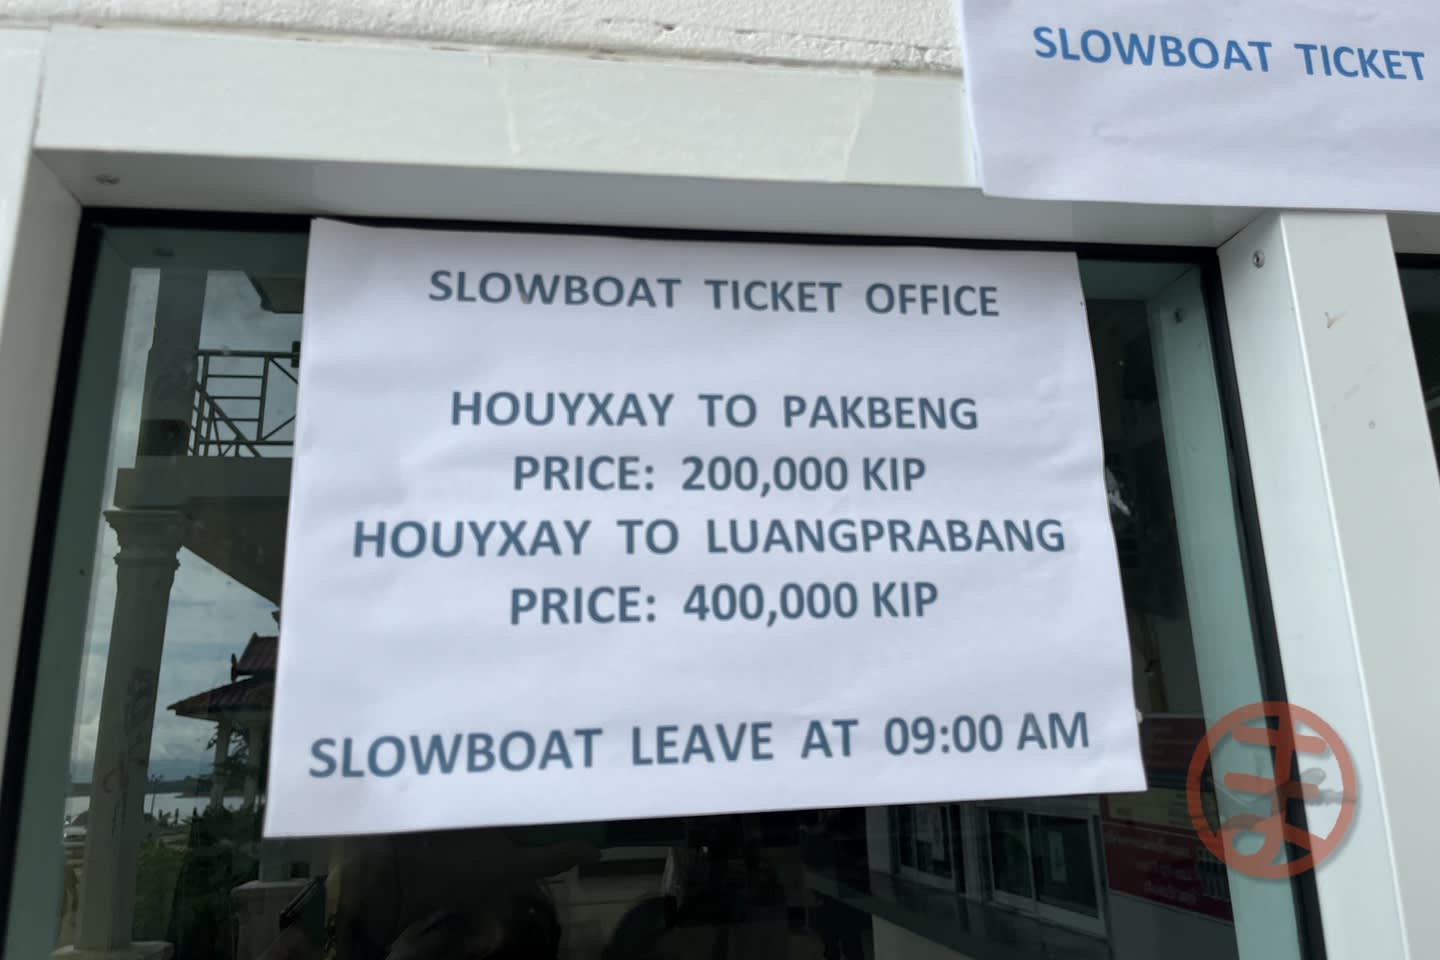 SLOWBOAT TICKET
SLOWBOAT TICKET OFFICE
HOUYXAY TO PAKBENG
PRICE: 200,000 KIP
HOUYXAY TO LUANGPRABANG
PRICE: 400,000 KIP
SLOWBOAT LEAVE AT 09:00 AM